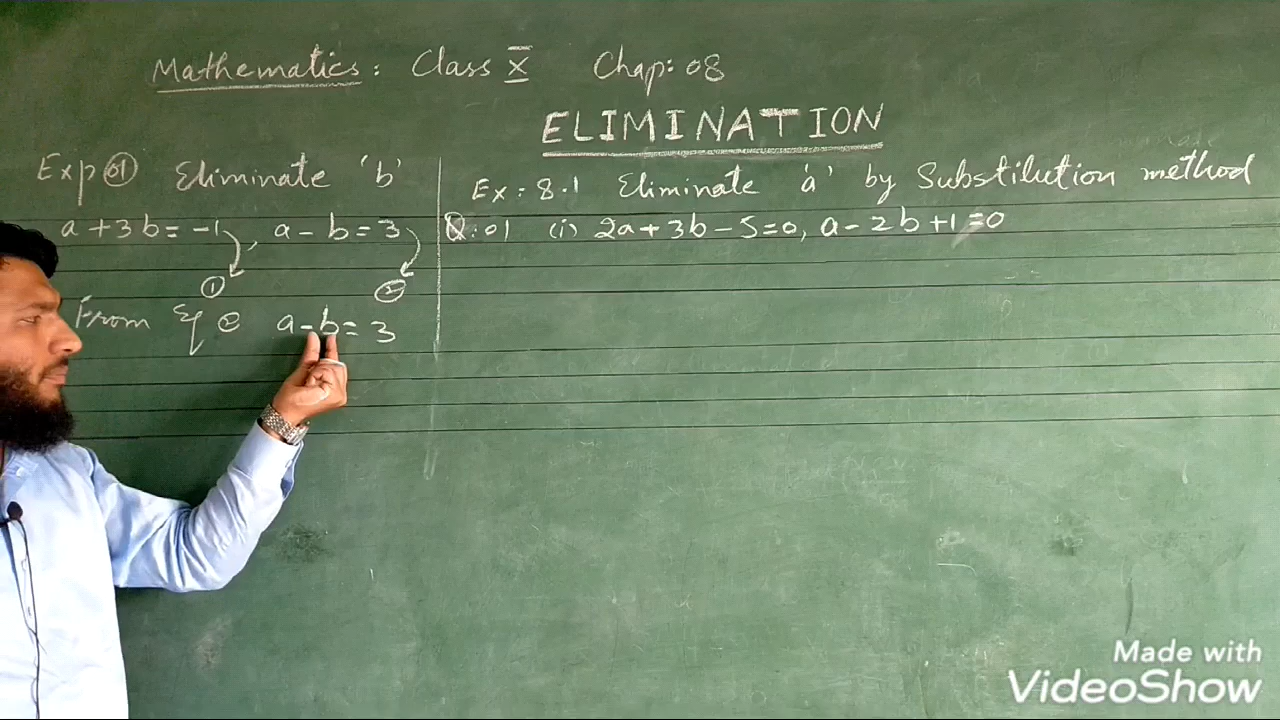 Mathematics: Class X Chap: 08
ELIMINATION
Exp 01 Eliminate 'b'
a + 3b = -1, a - b = 3
① ②
From Eq ② a - b = 3
Ex: 8.1 Eliminate 'a' by Substitution method
Q: 01 (i) 2a + 3b - 5 = 0, a - 2b + 1 = 0
Made with
VideoShow